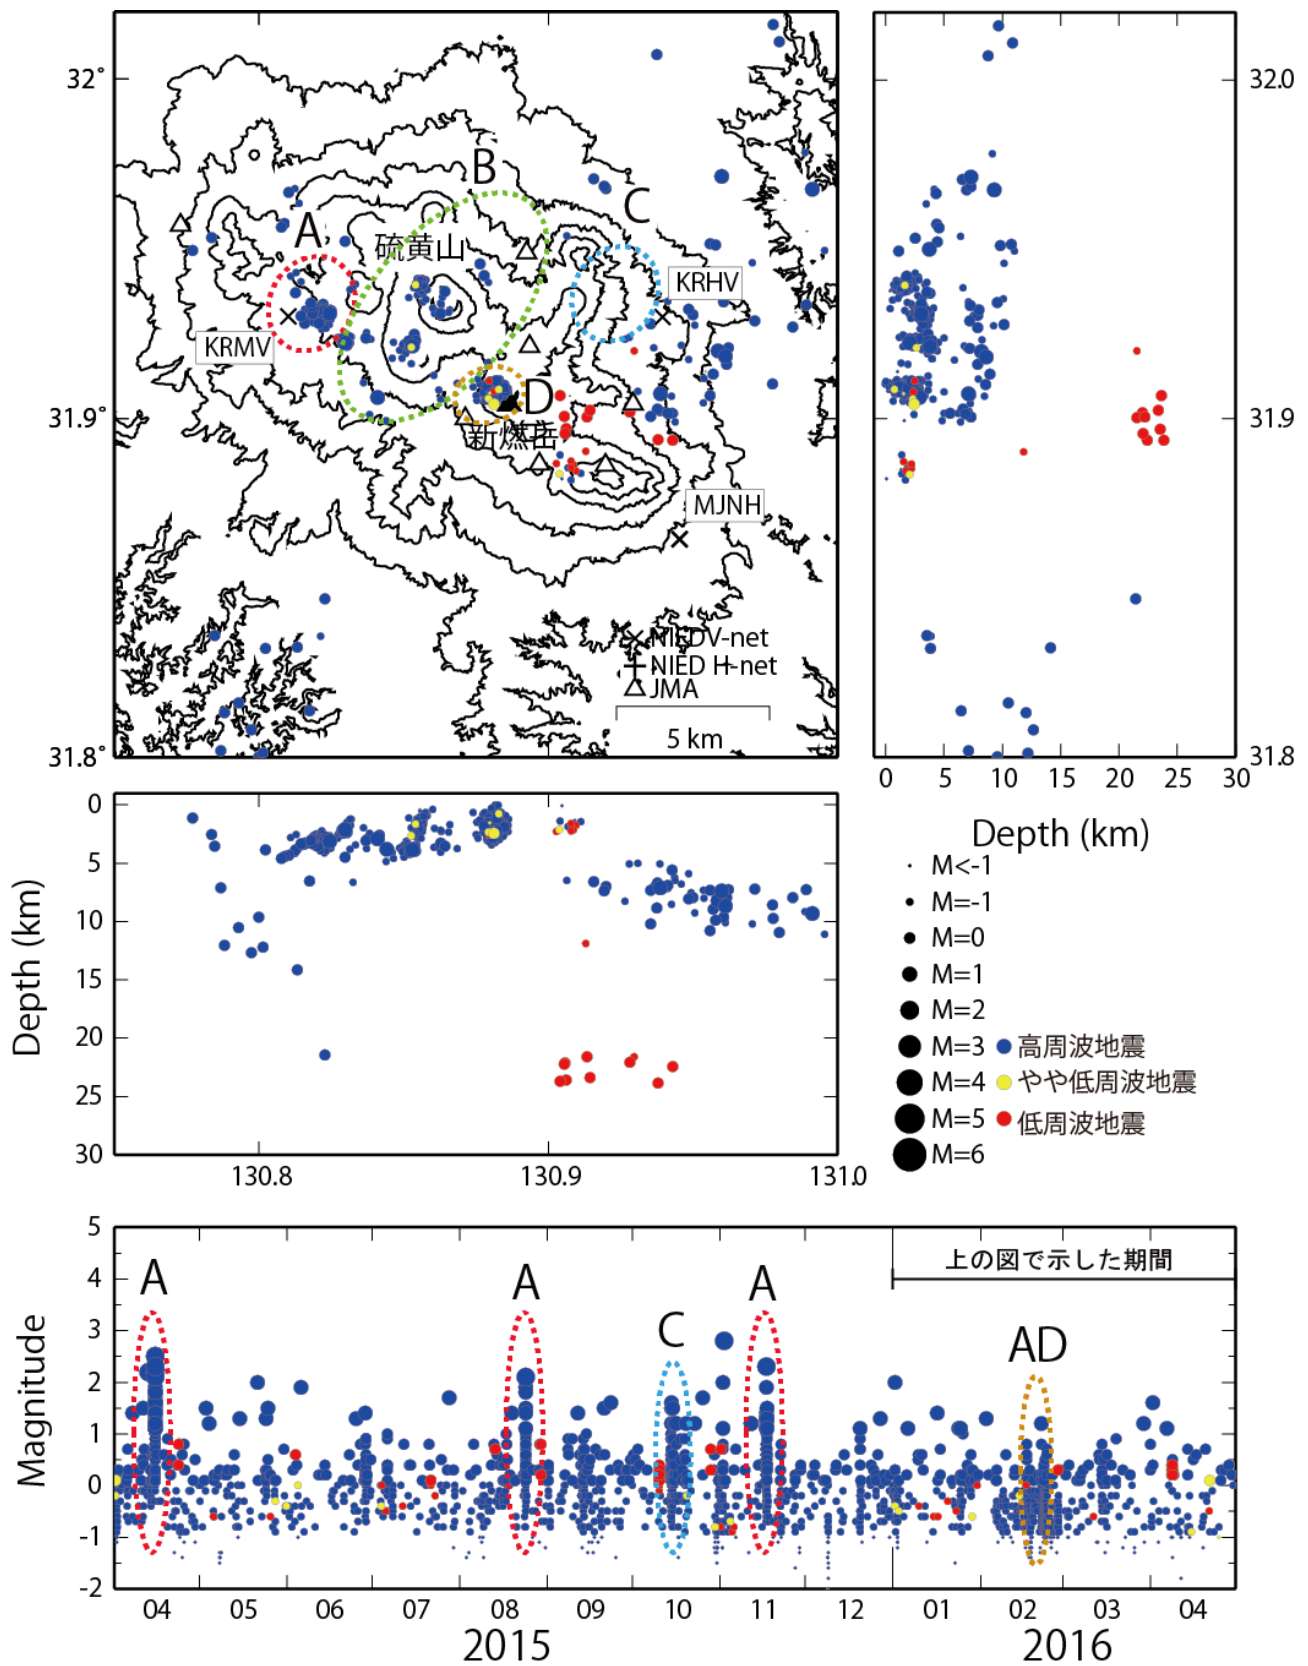 32°
31.9°
31.8°
A
B
C
D
硫黄山
新燃岳
KRMV
KRHV
MJNH
NIEDV-net
NIED H-net
JMA
5 km
32.0
31.9
31.8
0 5 10 15 20 25 30
Depth (km)
0
5
10
15
20
25
30
Depth (km)
130.8 130.9 131.0
M<-1
M=-1
M=0
M=1
M=2
M=3 高周波地震
M=4 やや低周波地震
M=5 低周波地震
M=6
5
4
3
2
1
0
-1
-2
Magnitude
A A C A AD
上の図で示した期間
04 05 06 07 08 09 10 11 12 01 02 03 04
2015 2016